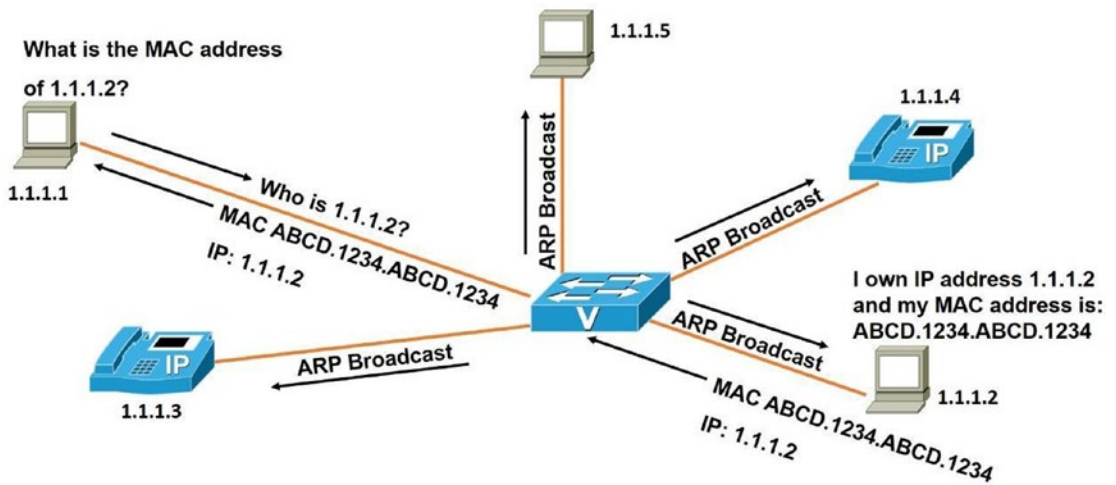 What is the MAC address
of 1.1.1.2?
1.1.1.1
1.1.1.5
1.1.1.4
IP
Who is 1.1.1.2?
MAC ABCD.1234.ABCD.1234
IP: 1.1.1.2
ARP Broadcast
ARP Broadcast
V
I own IP address 1.1.1.2
and my MAC address is:
ABCD.1234.ABCD.1234
ARP Broadcast
1.1.1.2
MAC ABCD.1234.ABCD.1234
IP: 1.1.1.2
IP
ARP Broadcast
1.1.1.3